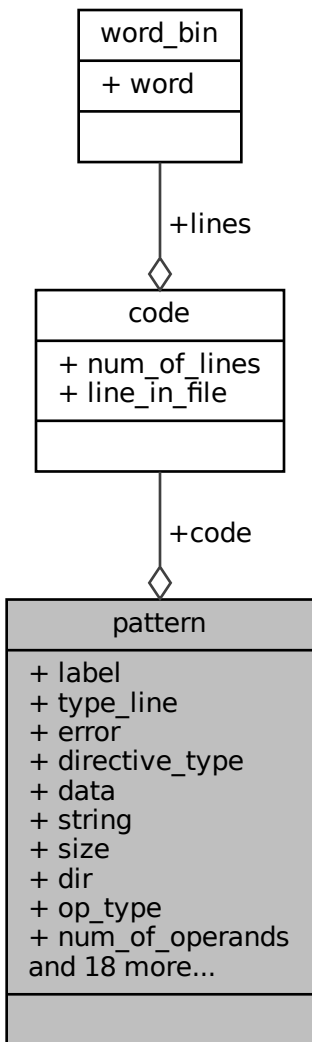 word_bin
+ word
+lines
code
+ num_of_lines
+ line_in_file
+code
pattern
+ label
+ type_line
+ error
+ directive_type
+ data
+ string
+ size
+ dir
+ op_type
+ num_of_operands
and 18 more...